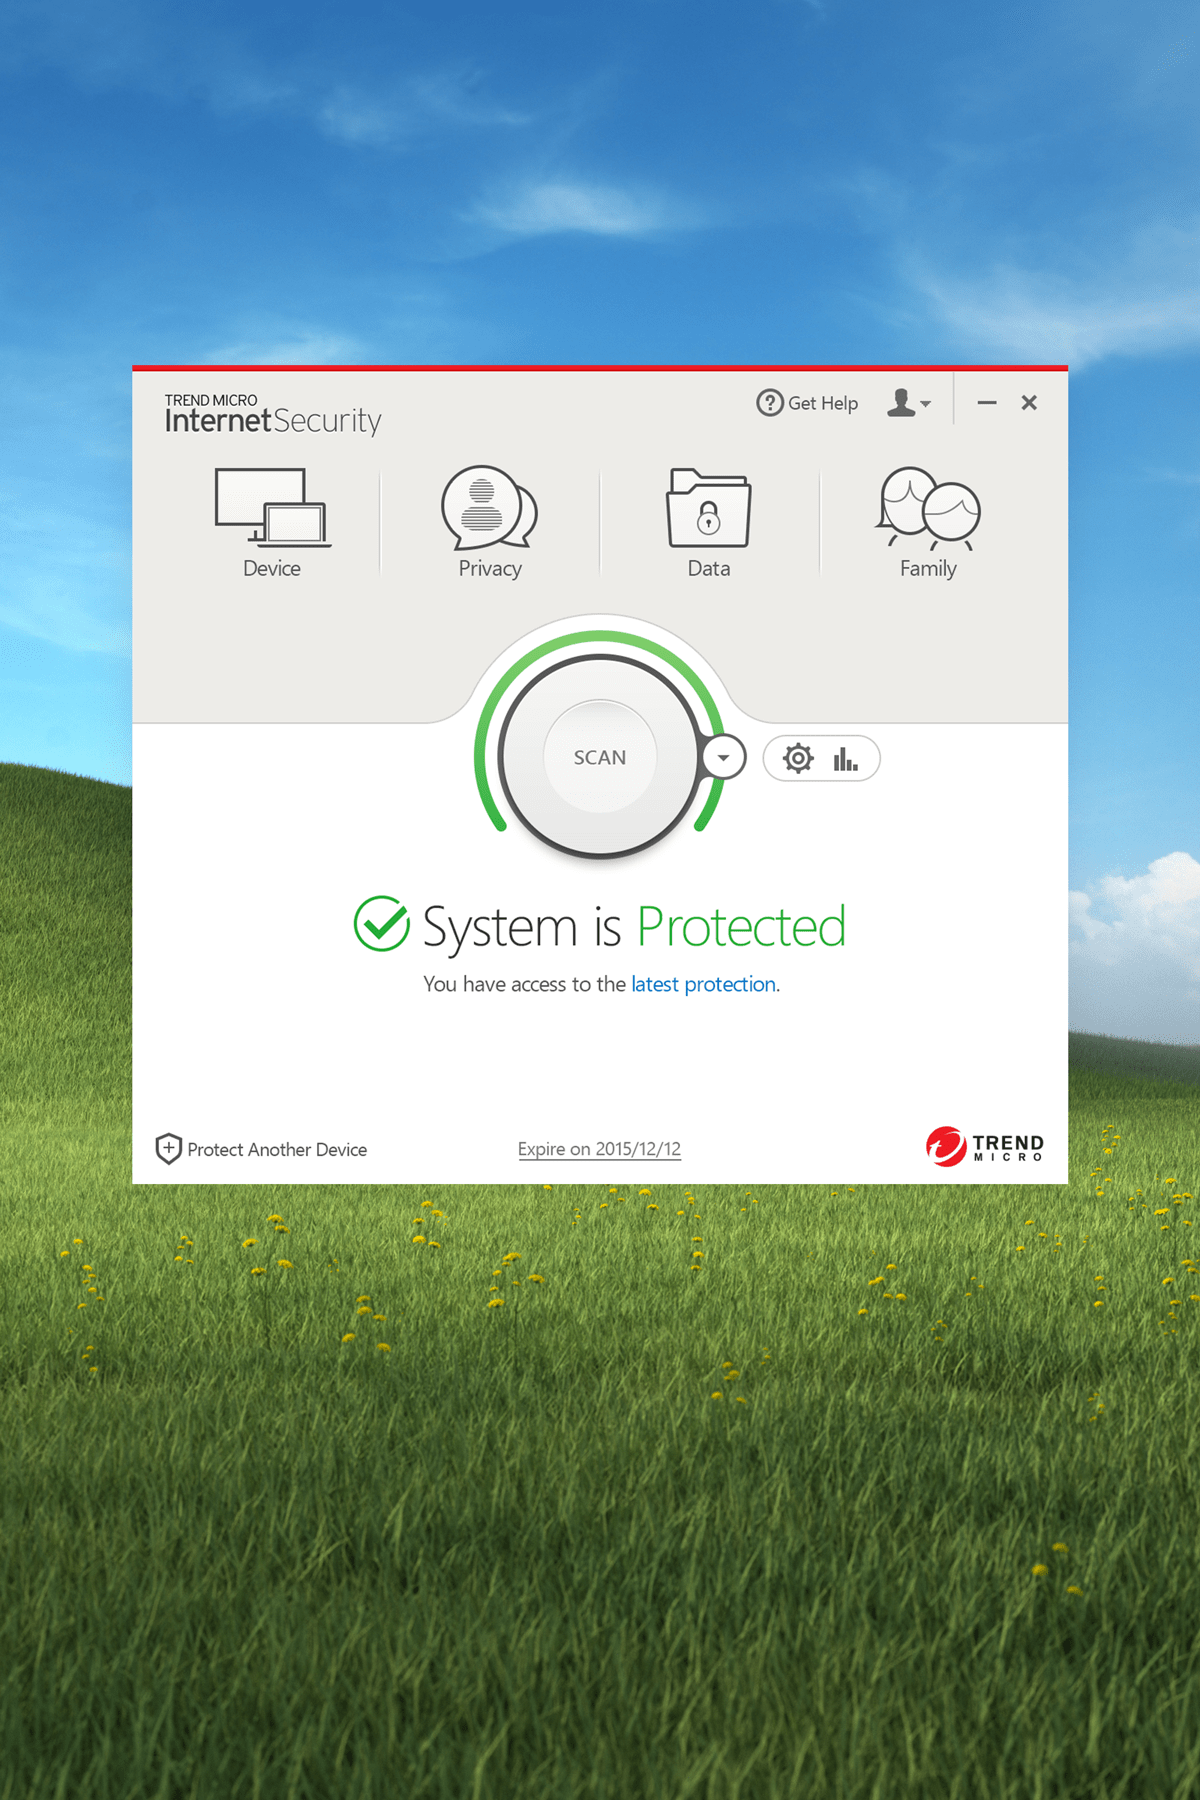 TREND MICRO
InternetSecurity
Get Help
Device
Privacy
Data
Family
SCAN
System is Protected
You have access to the latest protection.
Protect Another Device
Expire on 2015/12/12
TREND
MICRO